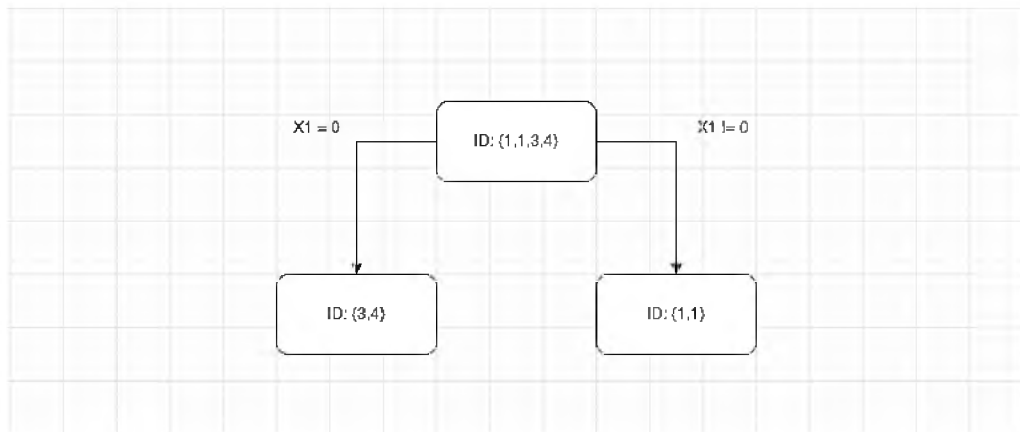 X1 = 0
ID: {1,1,3,4}
X1 != 0
ID: {3,4}
ID: {1,1}